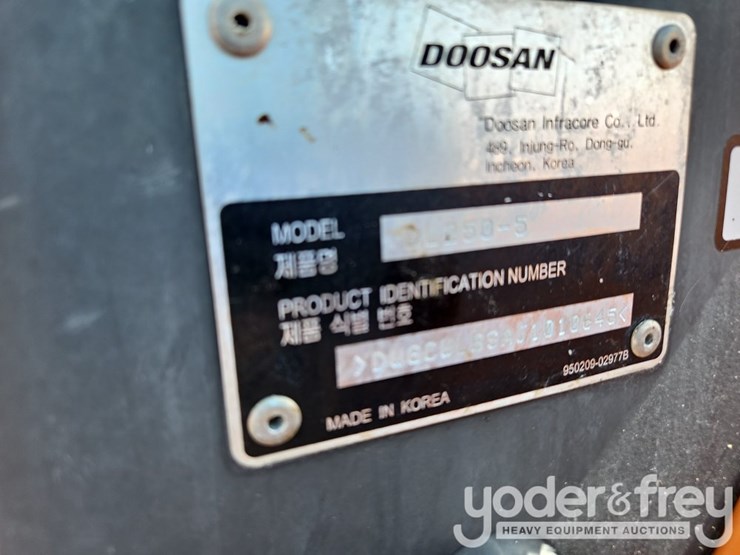 DOOSAN
Doosan Infracore Co., Ltd.
489, Injung-Ro, Dong-gu,
Incheon, Korea
MODEL
제품명
PRODUCT IDENTIFICATION NUMBER
제품 식별 번호
950209-02977B
MADE IN KOREA
yoder&frey
HEAVY EQUIPMENT AUCTIONS